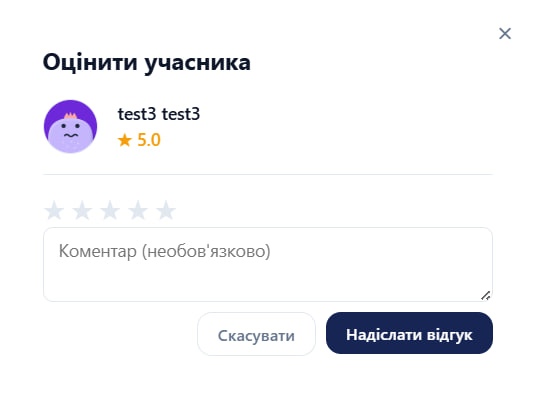 Оцінити учасника
test3 test3
★ 5.0
Коментар (необов'язково)
Скасувати
Надіслати відгук